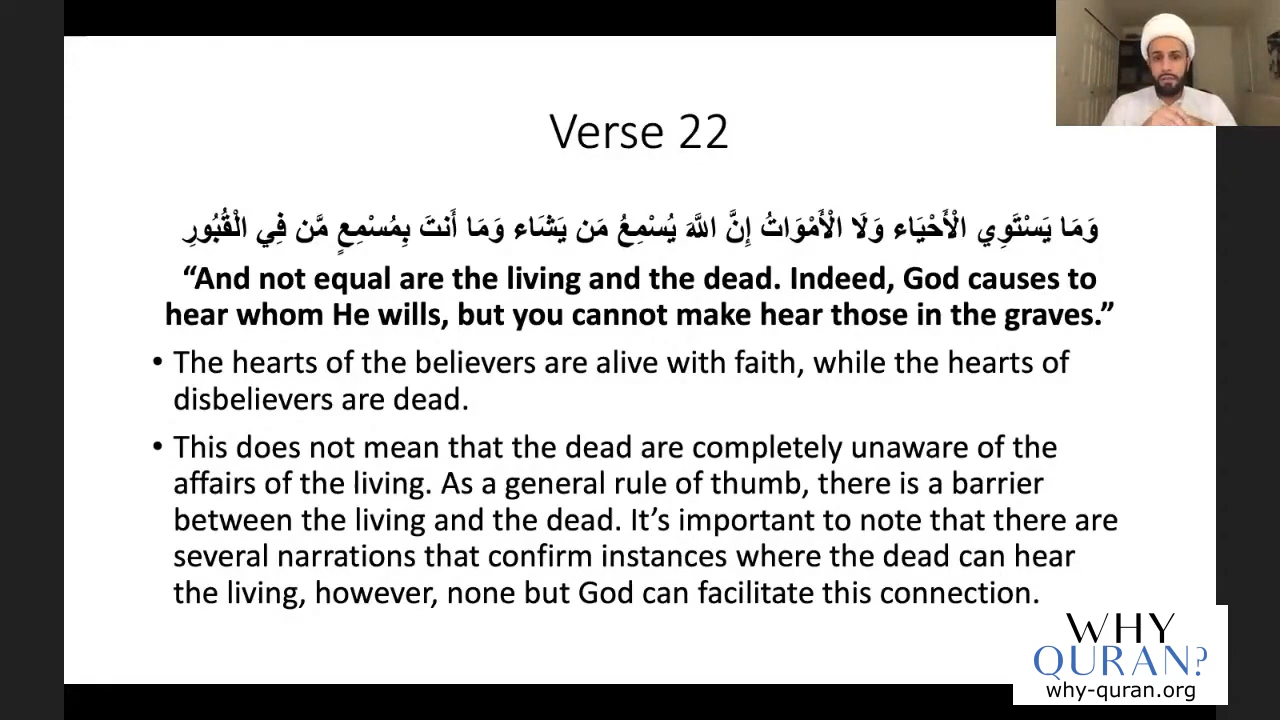 Verse 22
وَمَا يَسْتَوِي الْأَحْيَاء وَلَا الْأَمْوَاتُ إِنَّ اللَّهَ يُسْمِعُ مَن يَشَاء وَمَا أَنتَ بِمُسْمِعٍ مَّن فِي الْقُبُورِ
“And not equal are the living and the dead. Indeed, God causes to
hear whom He wills, but you cannot make hear those in the graves.”
• The hearts of the believers are alive with faith, while the hearts of
disbelievers are dead.
• This does not mean that the dead are completely unaware of the
affairs of the living. As a general rule of thumb, there is a barrier
between the living and the dead. It’s important to note that there are
several narrations that confirm instances where the dead can hear
the living, however, none but God can facilitate this connection.
WHY
QURAN?
why-quran.org